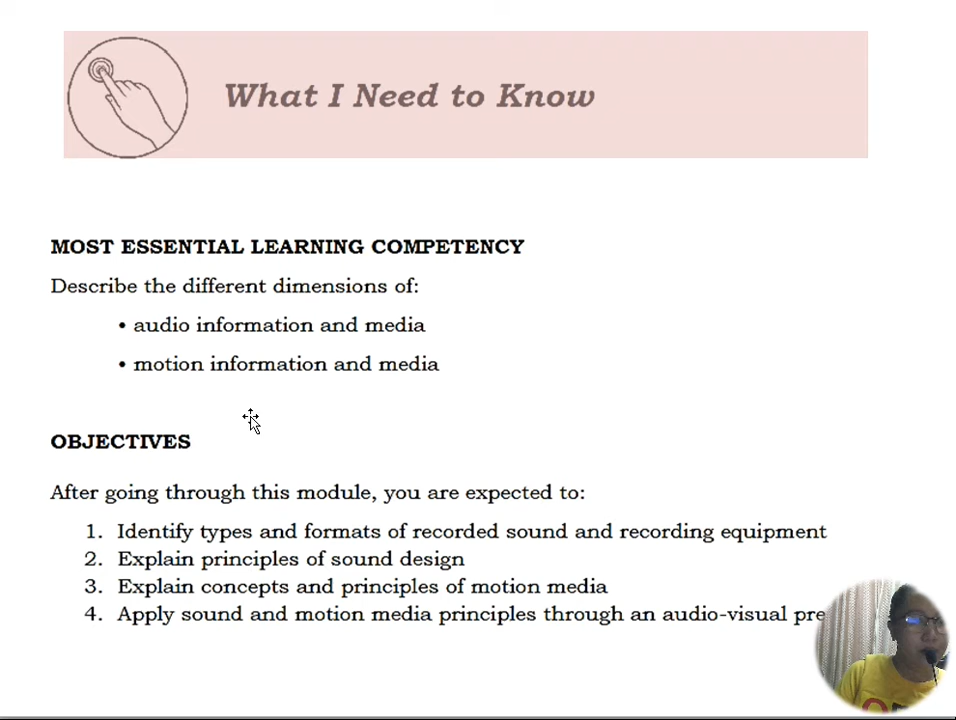 What I Need to Know
MOST ESSENTIAL LEARNING COMPETENCY
Describe the different dimensions of:
• audio information and media
• motion information and media
OBJECTIVES
After going through this module, you are expected to:
1. Identify types and formats of recorded sound and recording equipment
2. Explain principles of sound design
3. Explain concepts and principles of motion media
4. Apply sound and motion media principles through an audio-visual